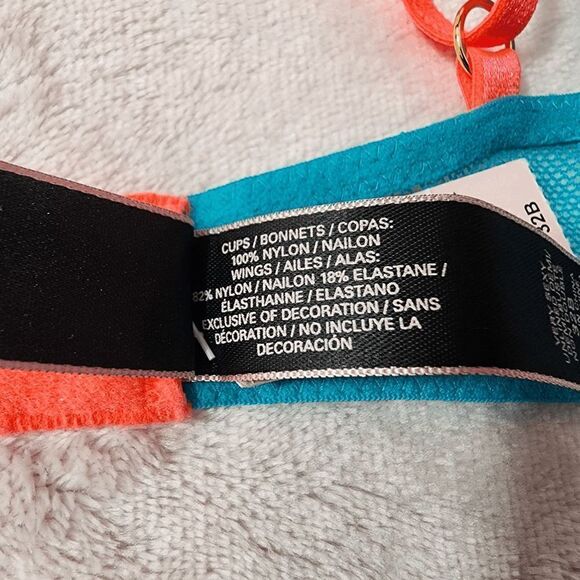 CUPS / BONNETS / COPAS:
100% NYLON / NAILON
WINGS / AILES / ALAS:
82% NYLON / NAILON 18% ELASTANE /
ÉLASTHANNE / ELASTANO
EXCLUSIVE OF DECORATION / SANS
DÉCORATION / NO INCLUYE LA
DECORACIÓN
32B